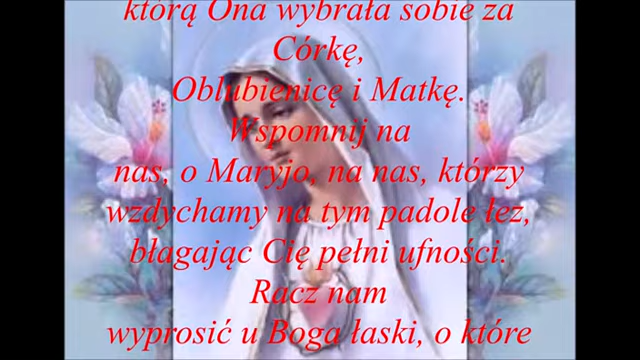 którą Ona wybrała sobie za
Córkę,
Oblubienicę i Matkę.
Wspomnij na
nas, o Maryjo, na nas, którzy
wzdychamy na tym padole łez,
błagając Cię pełni ufności.
Racz nam
wyprosić u Boga łaski, o które